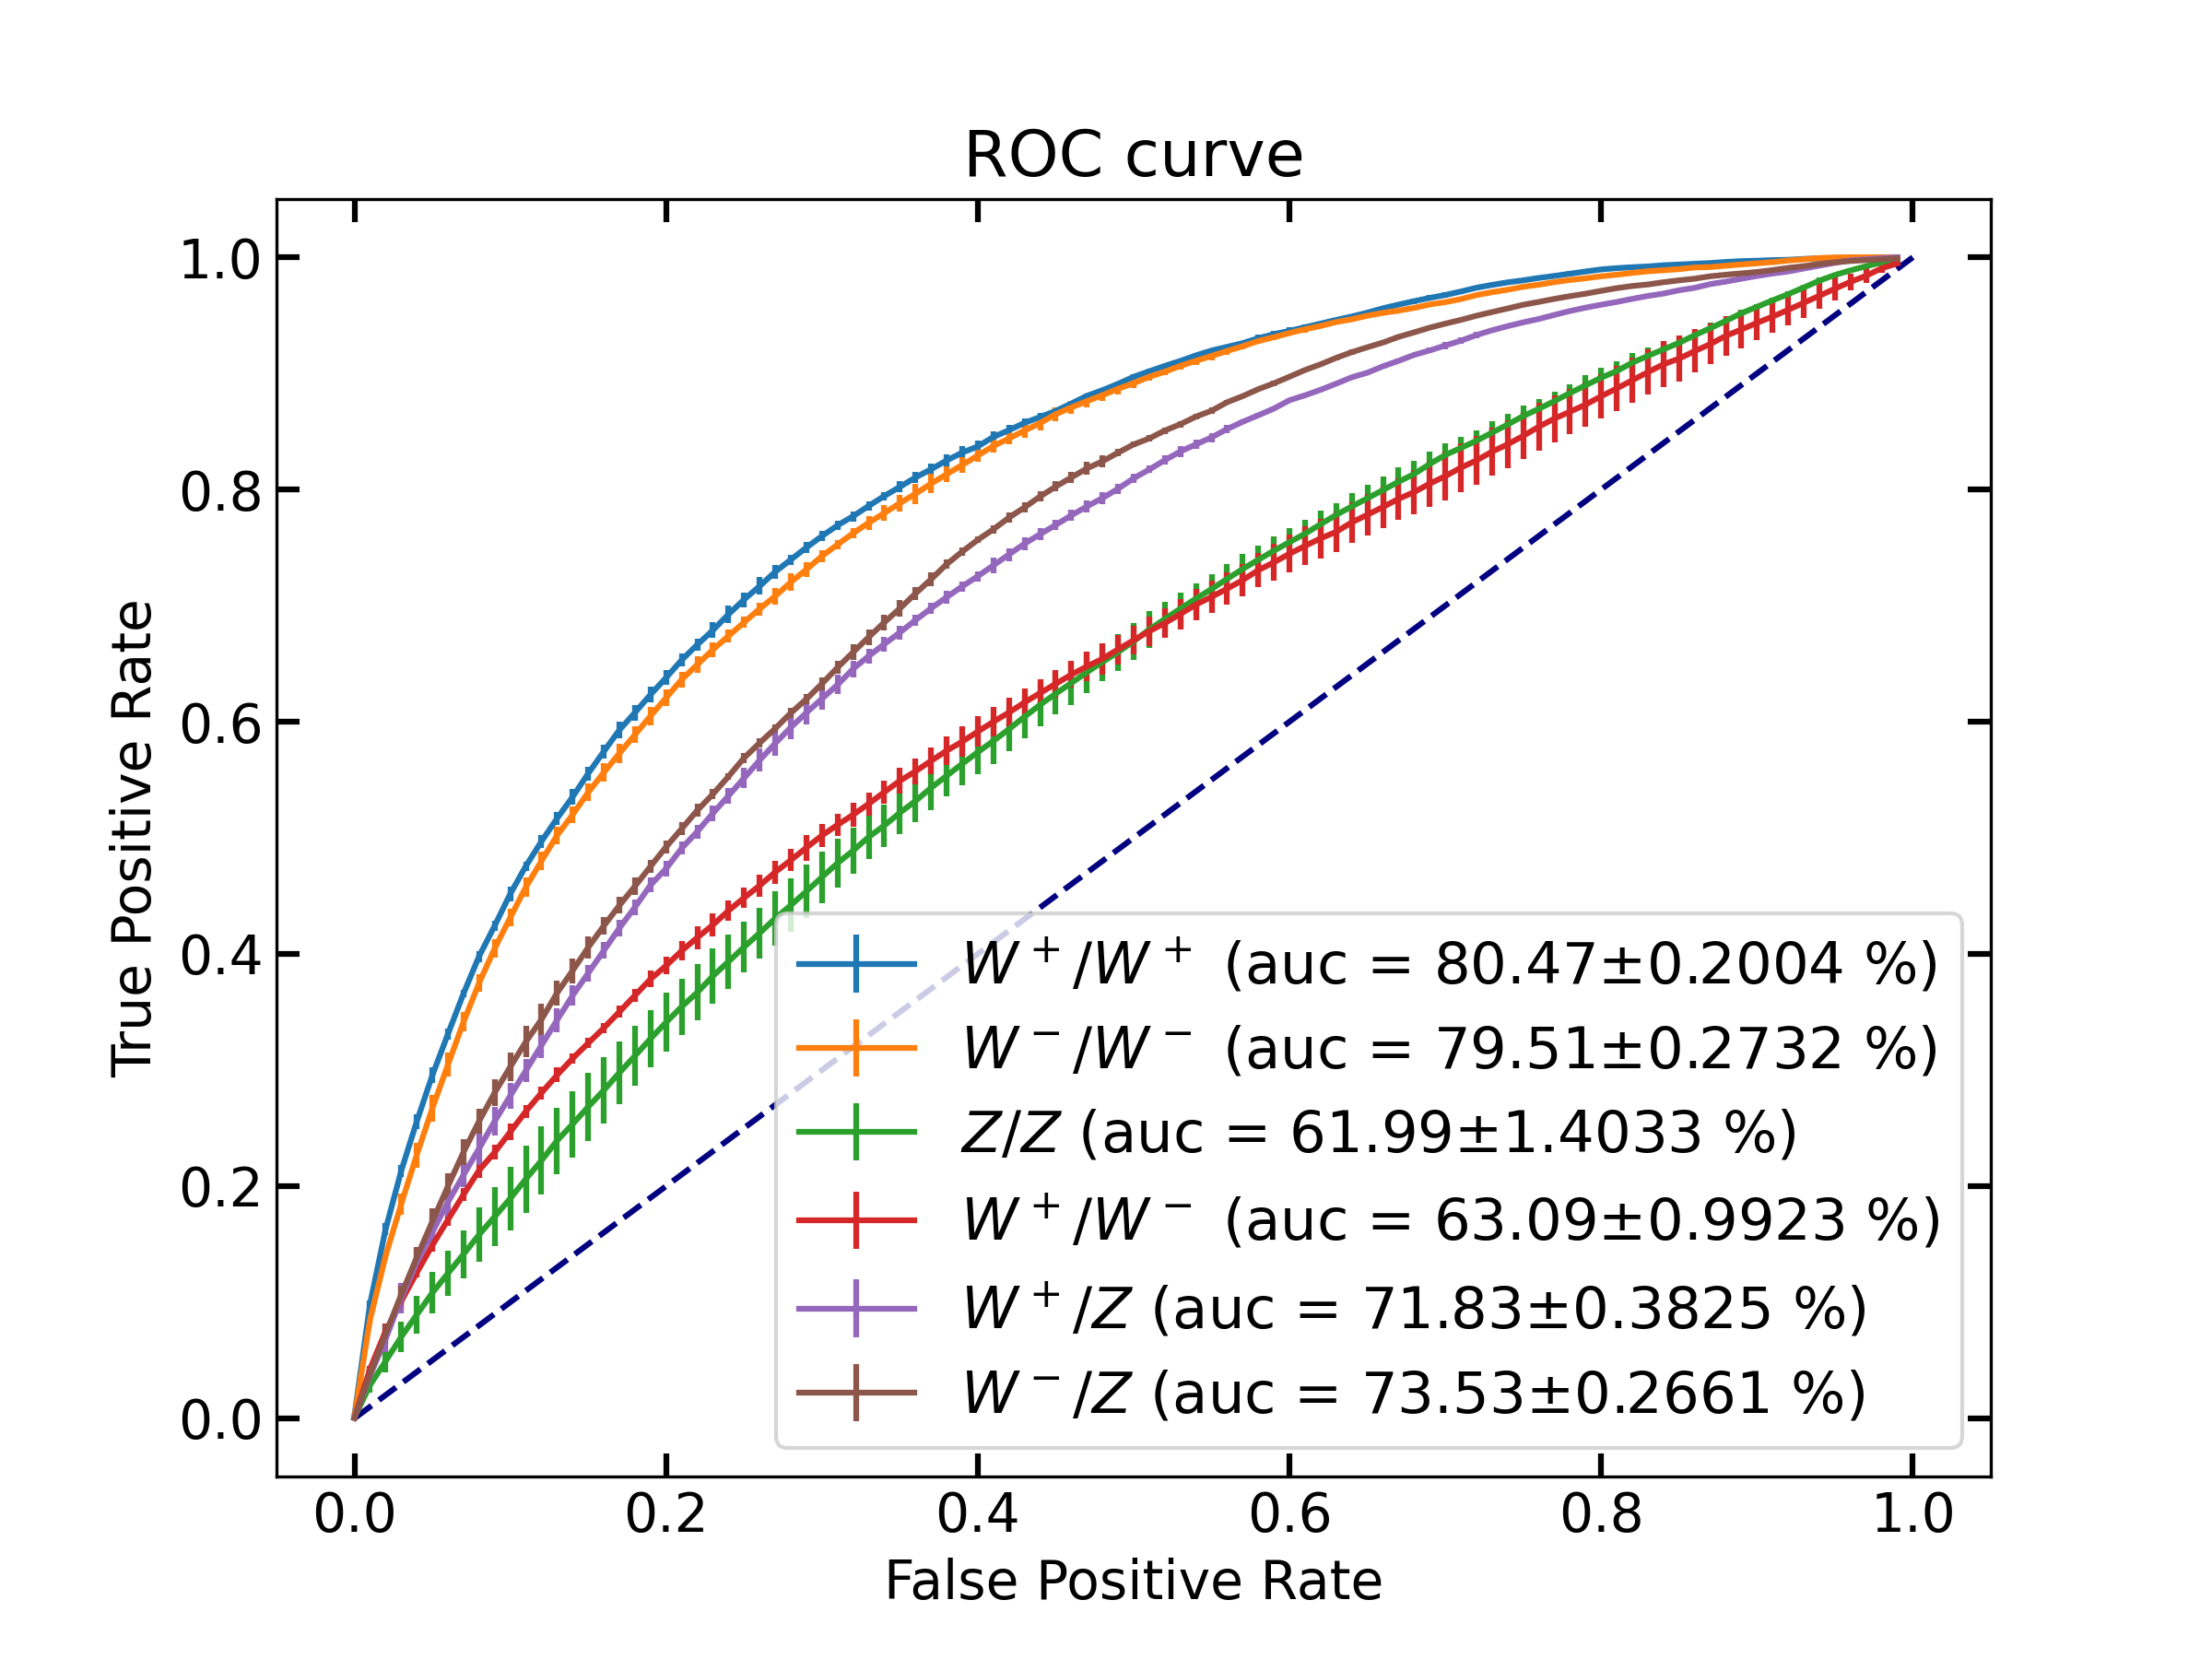 ROC curve
1.0
0.8
0.6
0.4
0.2
0.0
True Positive Rate
W⁺/W⁺ (auc = 80.47±0.2004 %)
W⁻/W⁻ (auc = 79.51±0.2732 %)
Z/Z (auc = 61.99±1.4033 %)
W⁺/W⁻ (auc = 63.09±0.9923 %)
W⁺/Z (auc = 71.83±0.3825 %)
W⁻/Z (auc = 73.53±0.2661 %)
0.0 0.2 0.4 0.6 0.8 1.0
False Positive Rate